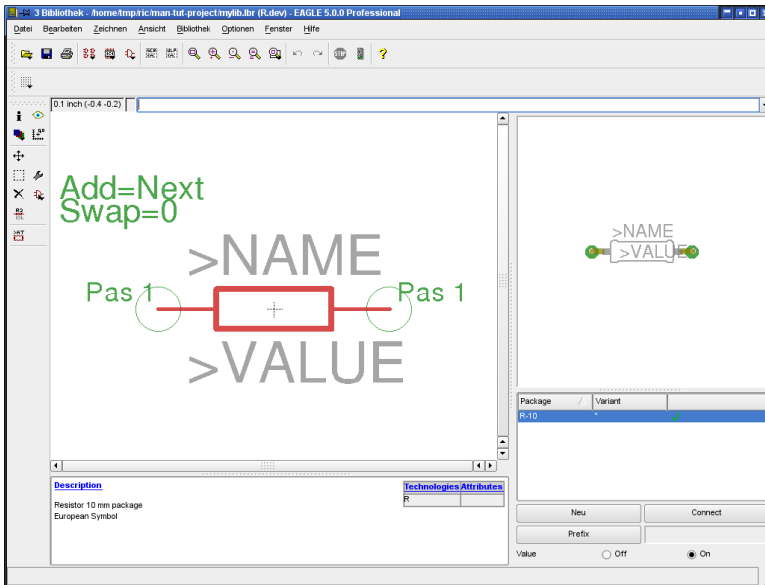 3 Bibliothek - /home/tmp/ric/man-tut-project/mylib.lbr (R.dev) - EAGLE 5.0.0 Professional
Datei Bearbeiten Zeichnen Ansicht Bibliothek Optionen Fenster Hilfe
0.1 inch (-0.4 -0.2)
Add=Next
Swap=0
>NAME
Pas 1 Pas 1
>VALUE
>NAME
>VALUE
Package Variant
R-10 "
Description
Resistor 10 mm package
European Symbol
Technologies Attributes
R
Neu Connect
Prefix
Value Off On